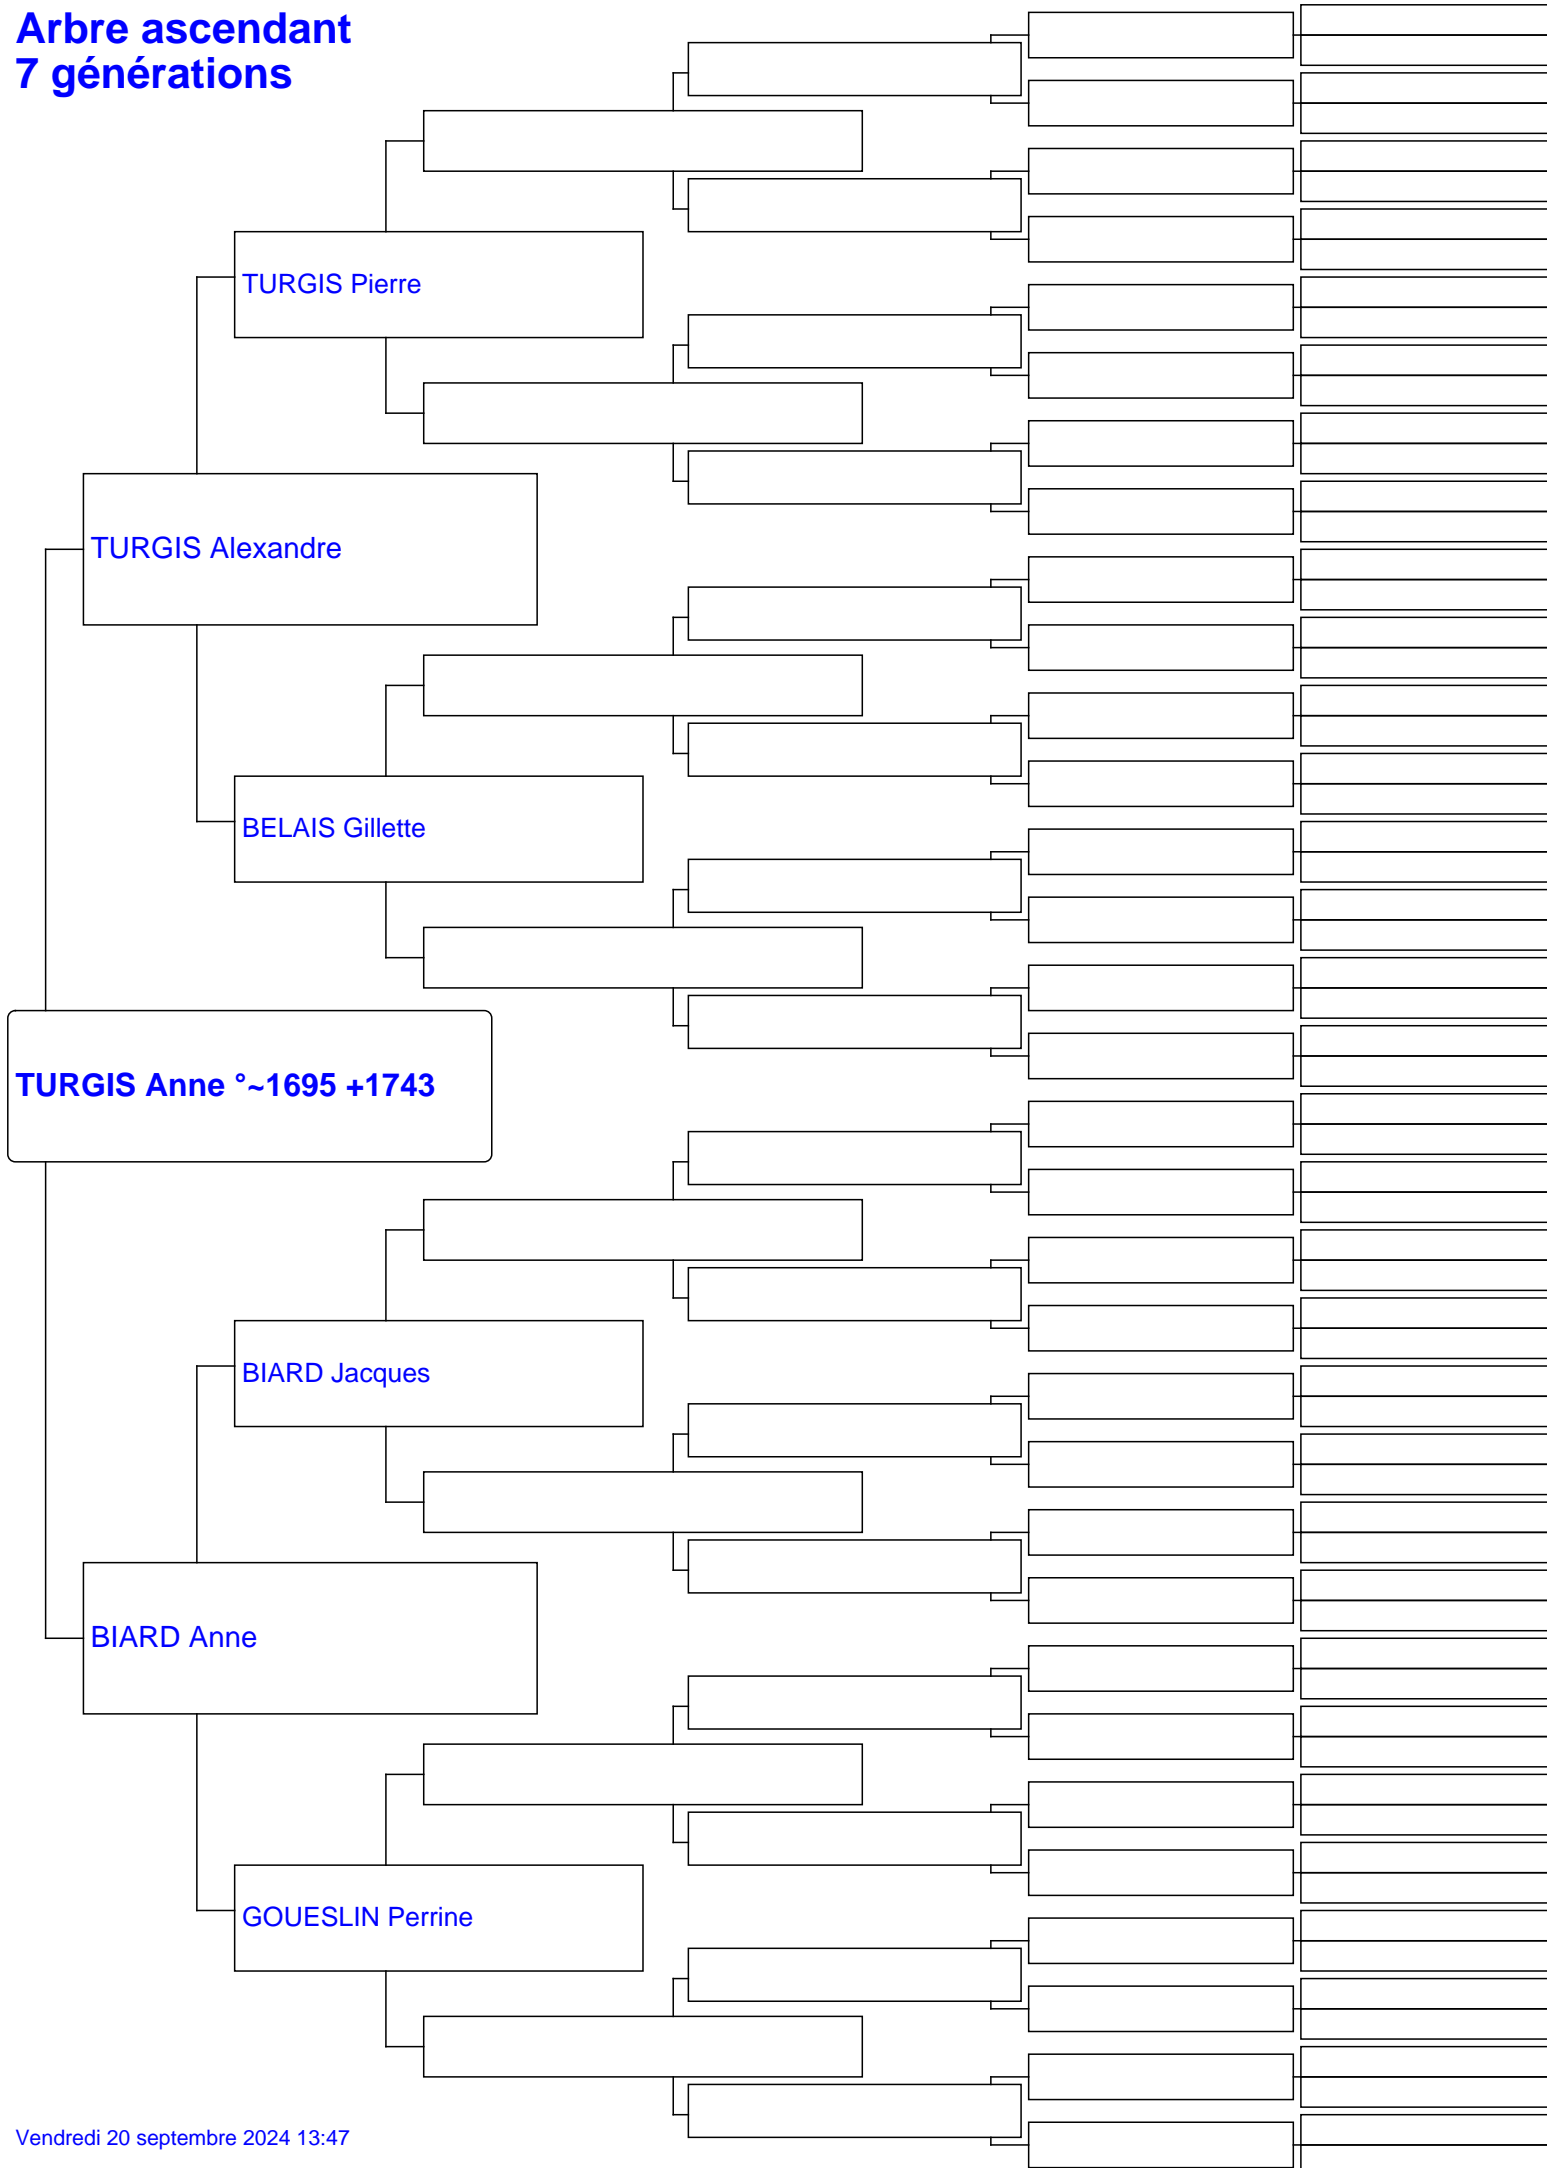 Arbre ascendant
7 générations
TURGIS Pierre
TURGIS Alexandre
BELAIS Gillette
TURGIS Anne °~1695 +1743
BIARD Jacques
BIARD Anne
GOUESLIN Perrine
Vendredi 20 septembre 2024 13:47